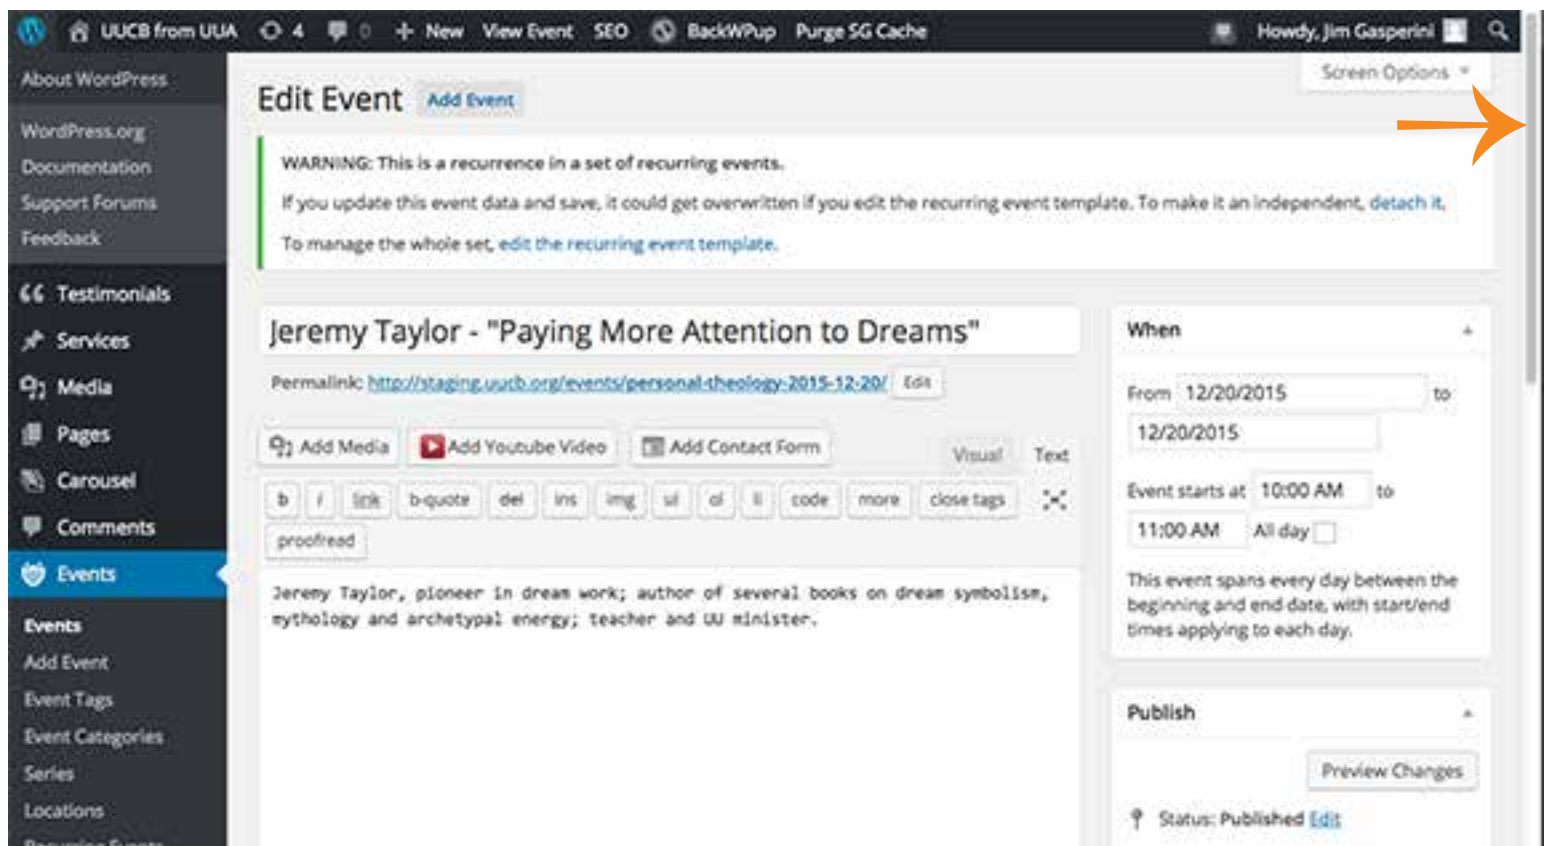 UUCB from UUA 4 0 + New View Event SEO BackWPup Purge SG Cache Howdy, Jim Gasperini
About WordPress
WordPress.org
Documentation
Support Forums
Feedback
Testimonials
Services
Media
Pages
Carousel
Comments
Events
Events
Add Event
Event Tags
Event Categories
Series
Locations
Recurring Events
Screen Options
Edit Event Add Event
WARNING: This is a recurrence in a set of recurring events.
If you update this event data and save, it could get overwritten if you edit the recurring event template. To make it an independent, detach it.
To manage the whole set, edit the recurring event template.
Jeremy Taylor - "Paying More Attention to Dreams"
Permalink: http://staging.uucb.org/events/personal-theology-2015-12-20/ Edit
Add Media Add Youtube Video Add Contact Form
Visual Text
b i link b-quote del ins img ul ol li code more close tags
proofread
Jeremy Taylor, pioneer in dream work; author of several books on dream symbolism,
mythology and archetypal energy; teacher and UU minister.
When
From 12/20/2015 to
12/20/2015
Event starts at 10:00 AM to
11:00 AM All day
This event spans every day between the
beginning and end date, with start/end
times applying to each day.
Publish
Preview Changes
Status: Published Edit